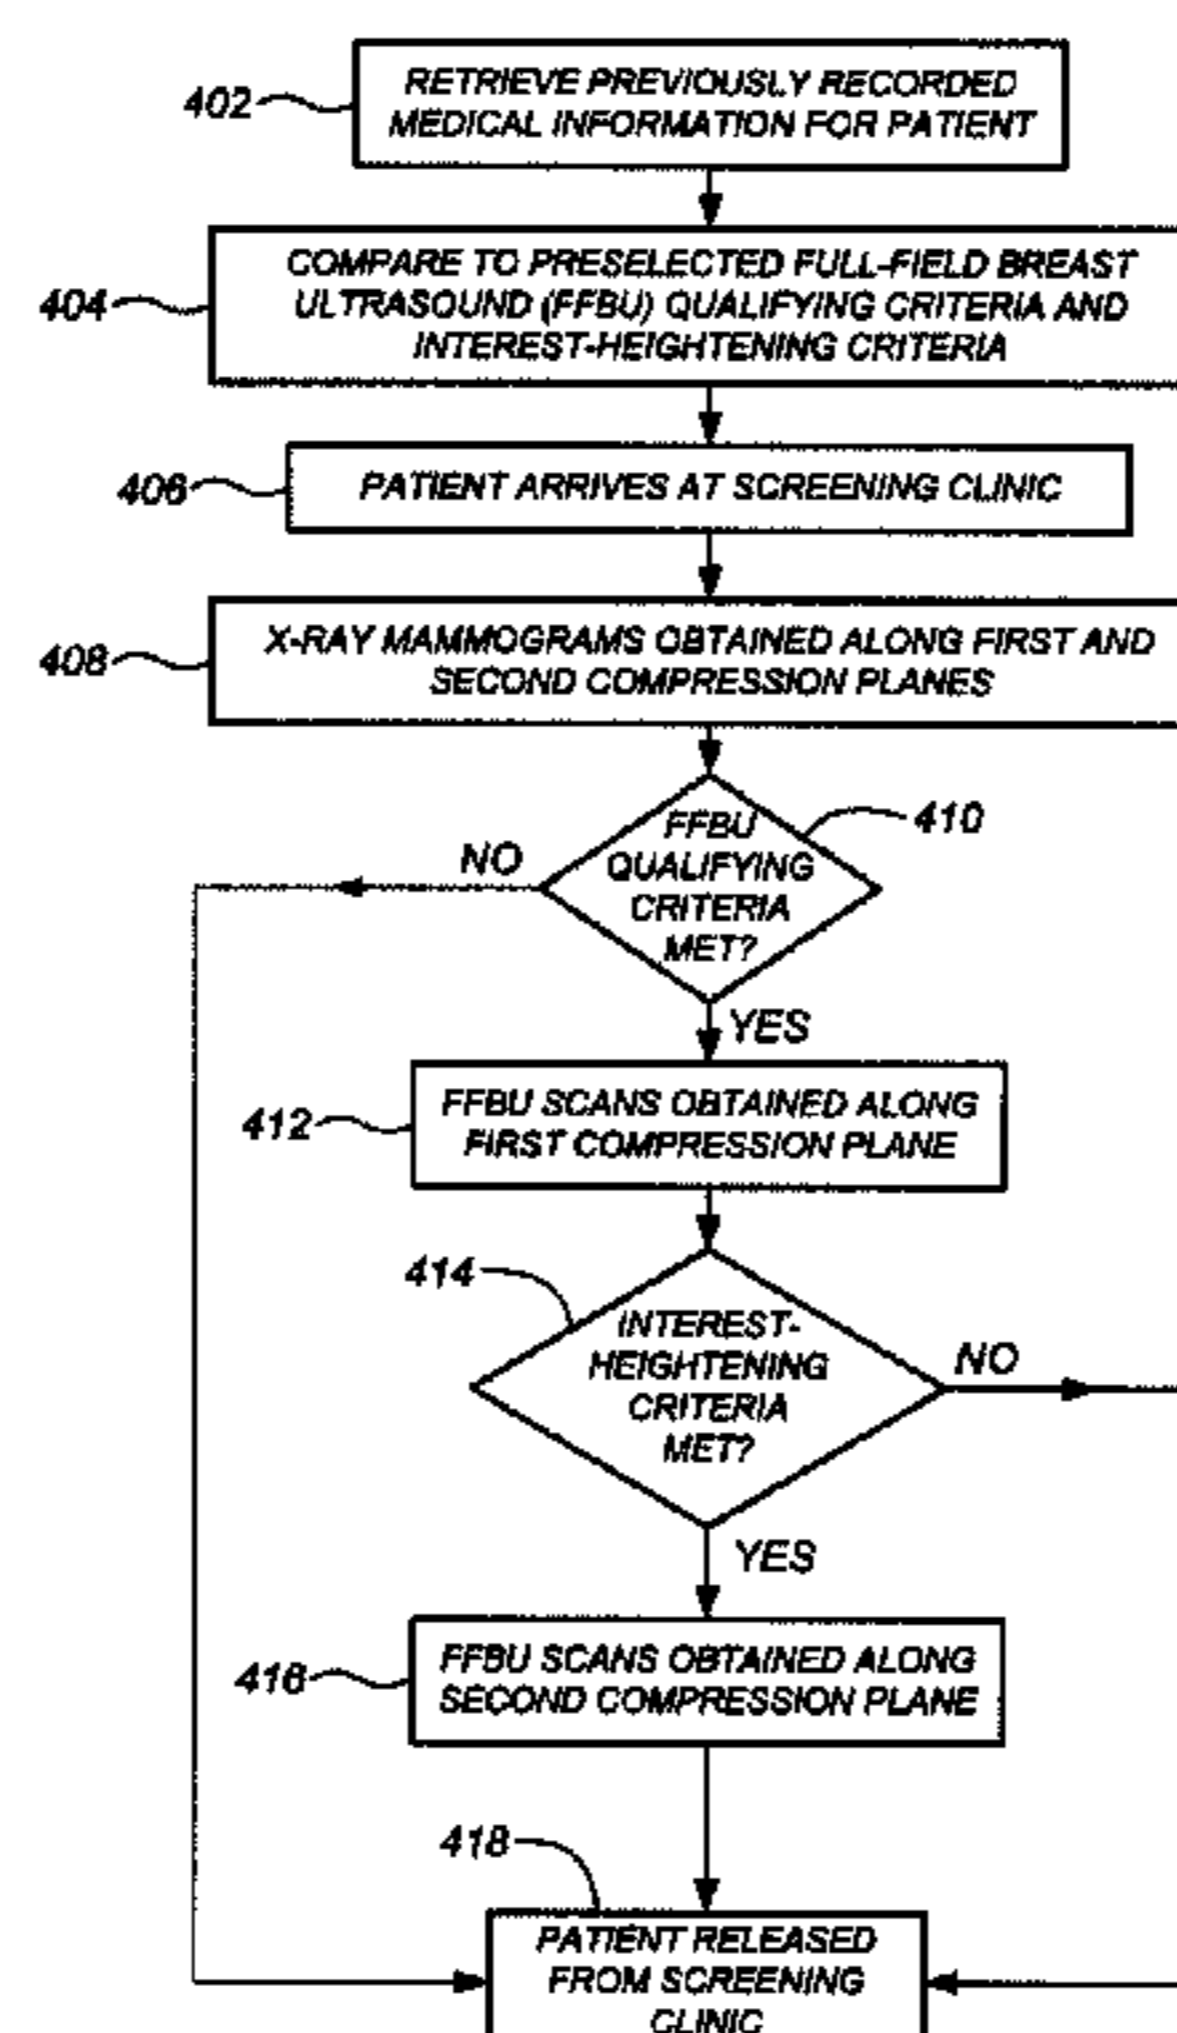 402
RETRIEVE PREVIOUSLY RECORDED
MEDICAL INFORMATION FOR PATIENT
404
COMPARE TO PRESELECTED FULL-FIELD BREAST
ULTRASOUND (FFBU) QUALIFYING CRITERIA AND
INTEREST-HEIGHTENING CRITERIA
406
PATIENT ARRIVES AT SCREENING CLINIC
408
X-RAY MAMMOGRAMS OBTAINED ALONG FIRST AND
SECOND COMPRESSION PLANES
410
FFBU
QUALIFYING
CRITERIA
MET?
NO
YES
412
FFBU SCANS OBTAINED ALONG
FIRST COMPRESSION PLANE
414
INTEREST-
HEIGHTENING
CRITERIA
MET?
NO
YES
416
FFBU SCANS OBTAINED ALONG
SECOND COMPRESSION PLANE
418
PATIENT RELEASED
FROM SCREENING
CLINIC